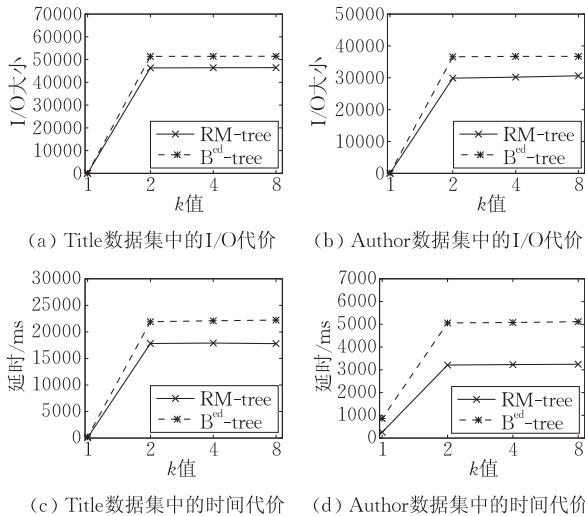 70000
60000
50000
40000
30000
20000
10000
0
I/O大小
1 2 4 8
k值
RM-tree
B^ed-tree
(a) Title数据集中的I/O代价
50000
40000
30000
20000
10000
0
I/O大小
1 2 4 8
k值
RM-tree
B^ed-tree
(b) Author数据集中的I/O代价
30000
25000
20000
15000
10000
5000
0
延时/ms
1 2 4 8
k值
RM-tree
B^ed-tree
(c) Title数据集中的时间代价
7000
6000
5000
4000
3000
2000
1000
0
延时/ms
1 2 4 8
k值
RM-tree
B^ed-tree
(d) Author数据集中的时间代价